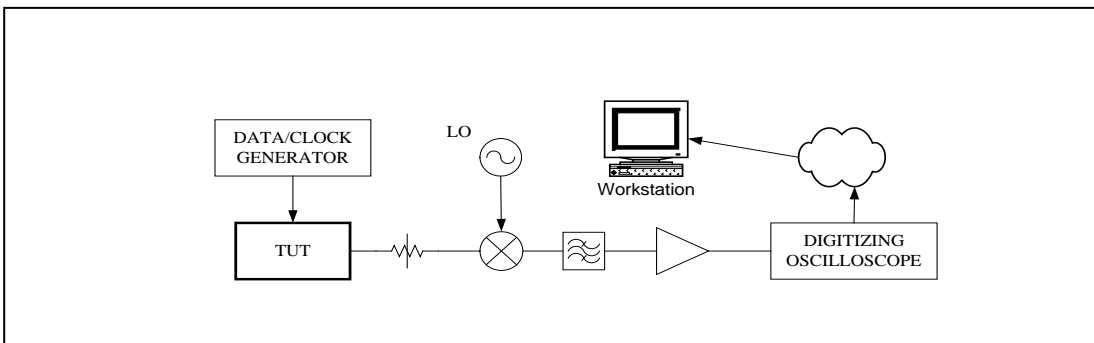 DATA/CLOCK
GENERATOR
LO
Workstation
TUT
DIGITIZING
OSCILLOSCOPE